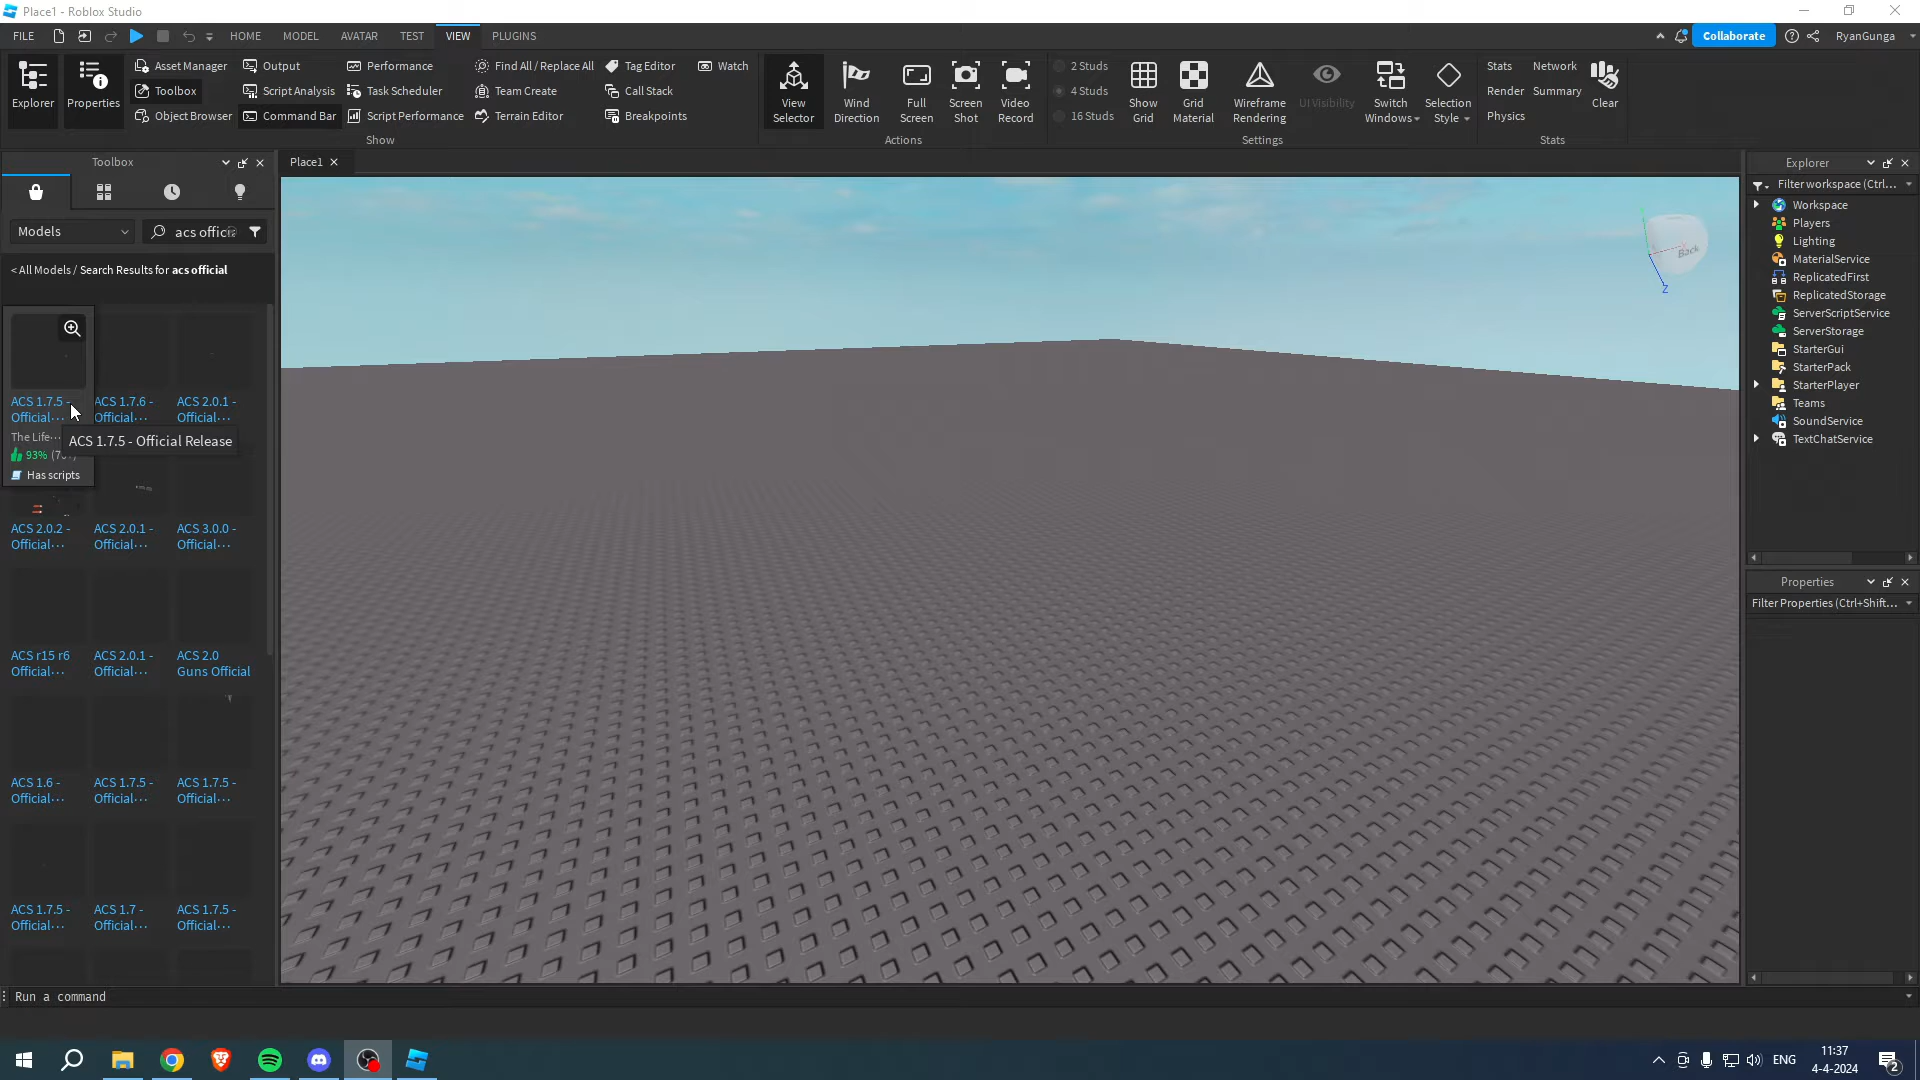 Place1 - Roblox Studio
FILE
HOME
MODEL
AVATAR
TEST
VIEW
PLUGINS
Collaborate
RyanGunga
Explorer
Properties
Asset Manager
Toolbox
Object Browser
Output
Script Analysis
Command Bar
Performance
Task Scheduler
Script Performance
Find All / Replace All
Team Create
Terrain Editor
Tag Editor
Call Stack
Breakpoints
Watch
Show
View
Selector
Wind
Direction
Full
Screen
Screen
Shot
Video
Record
Actions
2 Studs
4 Studs
16 Studs
Show
Grid
Grid
Material
Wireframe
Rendering
UI Visibility
Switch
Windows
Selection
Style
Settings
Stats
Render
Physics
Network
Summary
Clear
Stats
Toolbox
Models
acs offici
< All Models / Search Results for acs official
ACS 1.7.5 -
Official···
The Life···
93%
Has scripts
ACS 1.7.5 - Official Release
ACS 1.7.6 -
Official···
ACS 2.0.1 -
Official···
ACS 2.0.2 -
Official···
ACS 2.0.1 -
Official···
ACS 3.0.0 -
Official···
ACS r15 r6
Official···
ACS 2.0.1 -
Official···
ACS 2.0
Guns Official
ACS 1.6 -
Official···
ACS 1.7.5 -
Official···
ACS 1.7.5 -
Official···
ACS 1.7.5 -
Official···
ACS 1.7 -
Official···
ACS 1.7.5 -
Official···
Place1
Back
Z
Explorer
Filter workspace (Ctrl...
Workspace
Players
Lighting
MaterialService
ReplicatedFirst
ReplicatedStorage
ServerScriptService
ServerStorage
StarterGui
StarterPack
StarterPlayer
Teams
SoundService
TextChatService
Properties
Filter Properties (Ctrl+Shift...
Run a command
ENG
11:37
4-4-2024
2